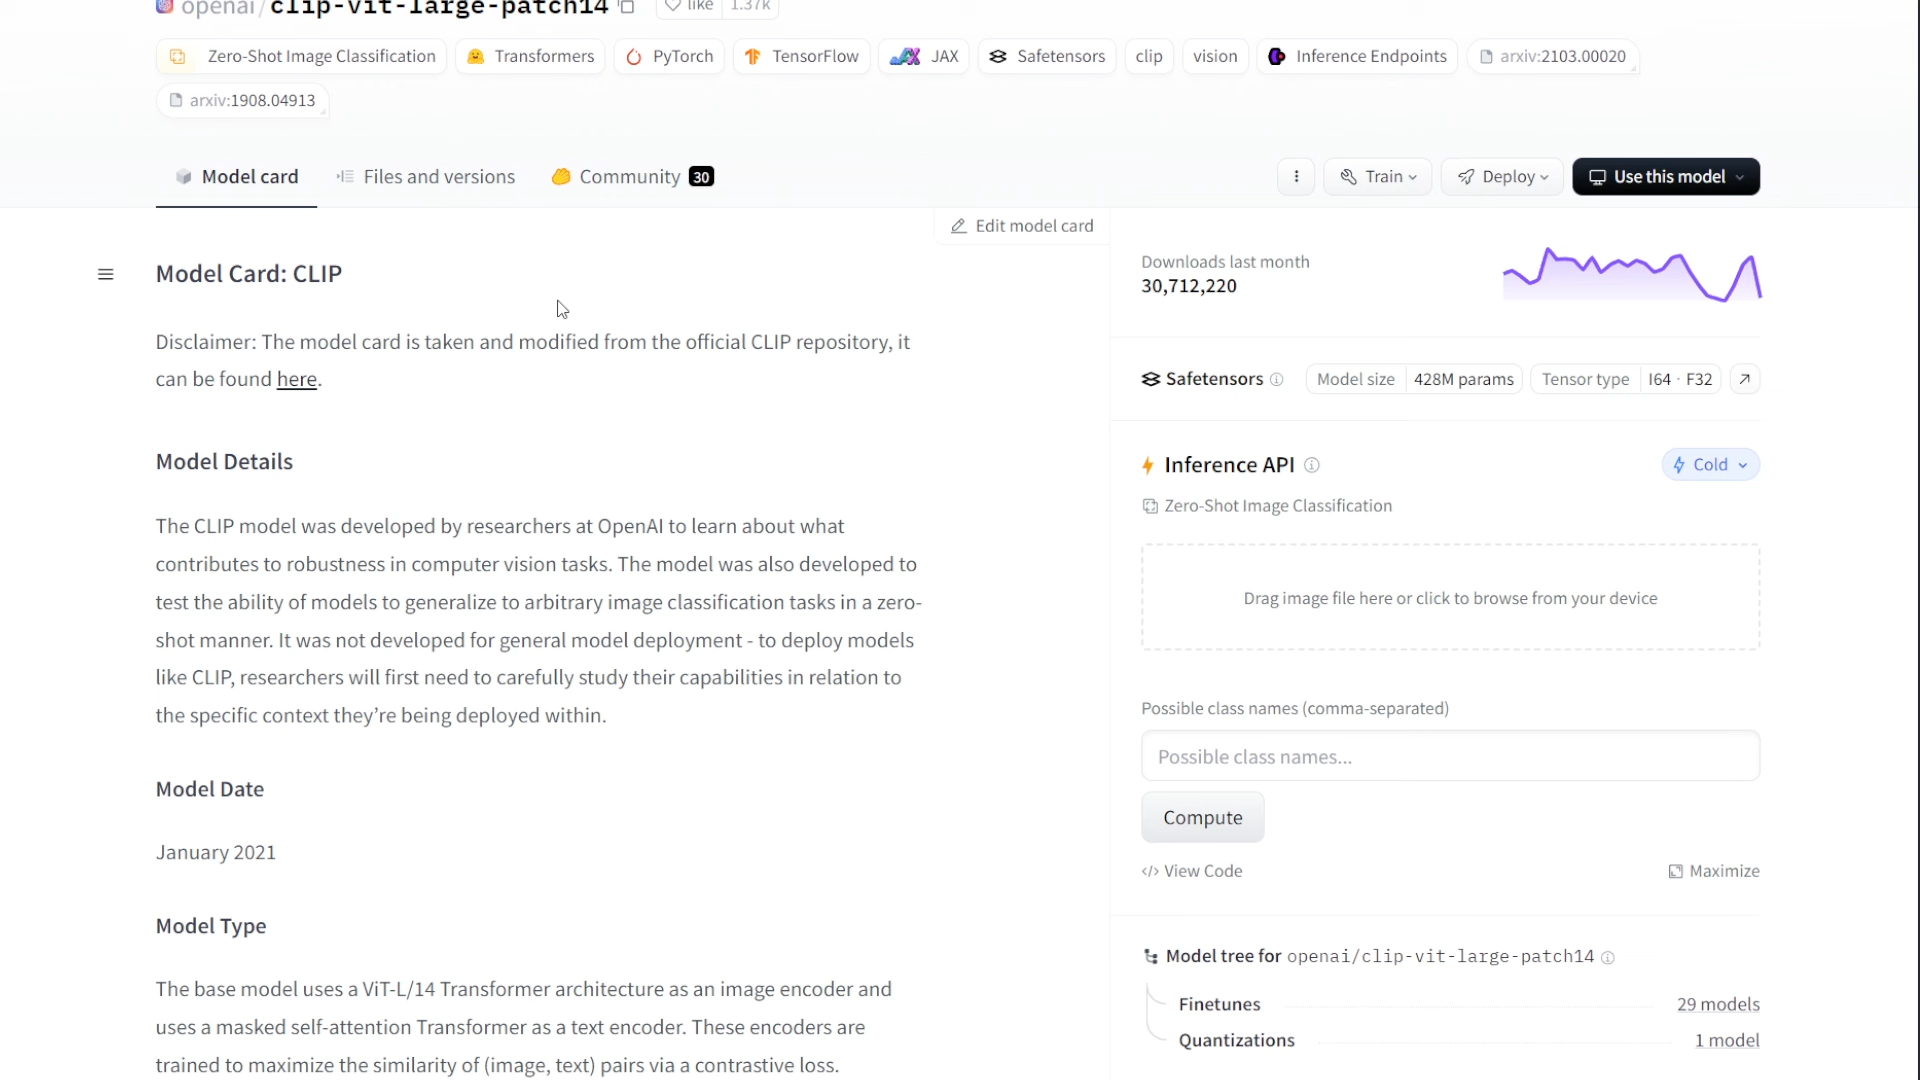 openai/clip-vit-large-patch14 like 1.37k
Zero-Shot Image Classification Transformers PyTorch TensorFlow JAX Safetensors clip vision Inference Endpoints arxiv:2103.00020
arxiv:1908.04913
Model card Files and versions Community 30 Train Deploy Use this model
Edit model card
Model Card: CLIP
Disclaimer: The model card is taken and modified from the official CLIP repository, it
can be found here.
Model Details
The CLIP model was developed by researchers at OpenAI to learn about what
contributes to robustness in computer vision tasks. The model was also developed to
test the ability of models to generalize to arbitrary image classification tasks in a zero-
shot manner. It was not developed for general model deployment - to deploy models
like CLIP, researchers will first need to carefully study their capabilities in relation to
the specific context they’re being deployed within.
Model Date
January 2021
Model Type
The base model uses a ViT-L/14 Transformer architecture as an image encoder and
uses a masked self-attention Transformer as a text encoder. These encoders are
trained to maximize the similarity of (image, text) pairs via a contrastive loss.
Downloads last month
30,712,220
Safetensors Model size 428M params Tensor type I64 · F32
Inference API Cold
Zero-Shot Image Classification
Drag image file here or click to browse from your device
Possible class names (comma-separated)
Possible class names...
Compute
</> View Code Maximize
Model tree for openai/clip-vit-large-patch14
Finetunes 29 models
Quantizations 1 model